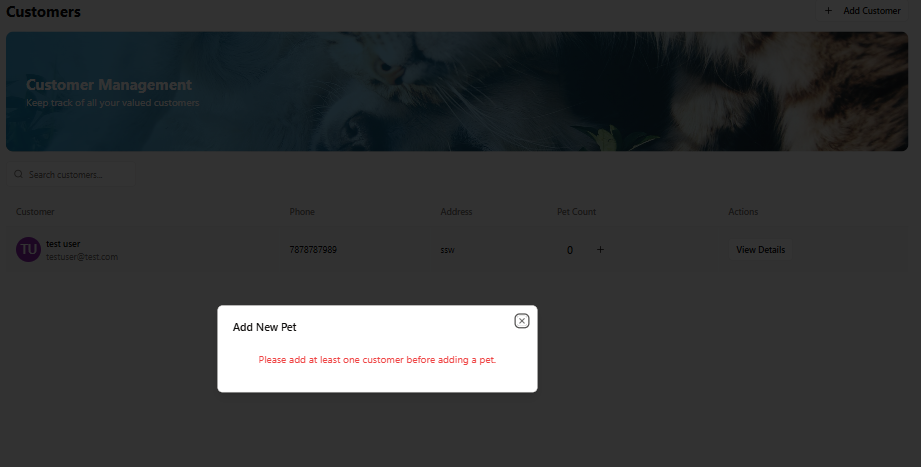 Customers
+ Add Customer
Customer Management
Keep track of all your valued customers
Search customers...
Customer Phone Address Pet Count Actions
TU test user 7878787989 ssw 0 + View Details
testuser@test.com
Add New Pet
Please add at least one customer before adding a pet.